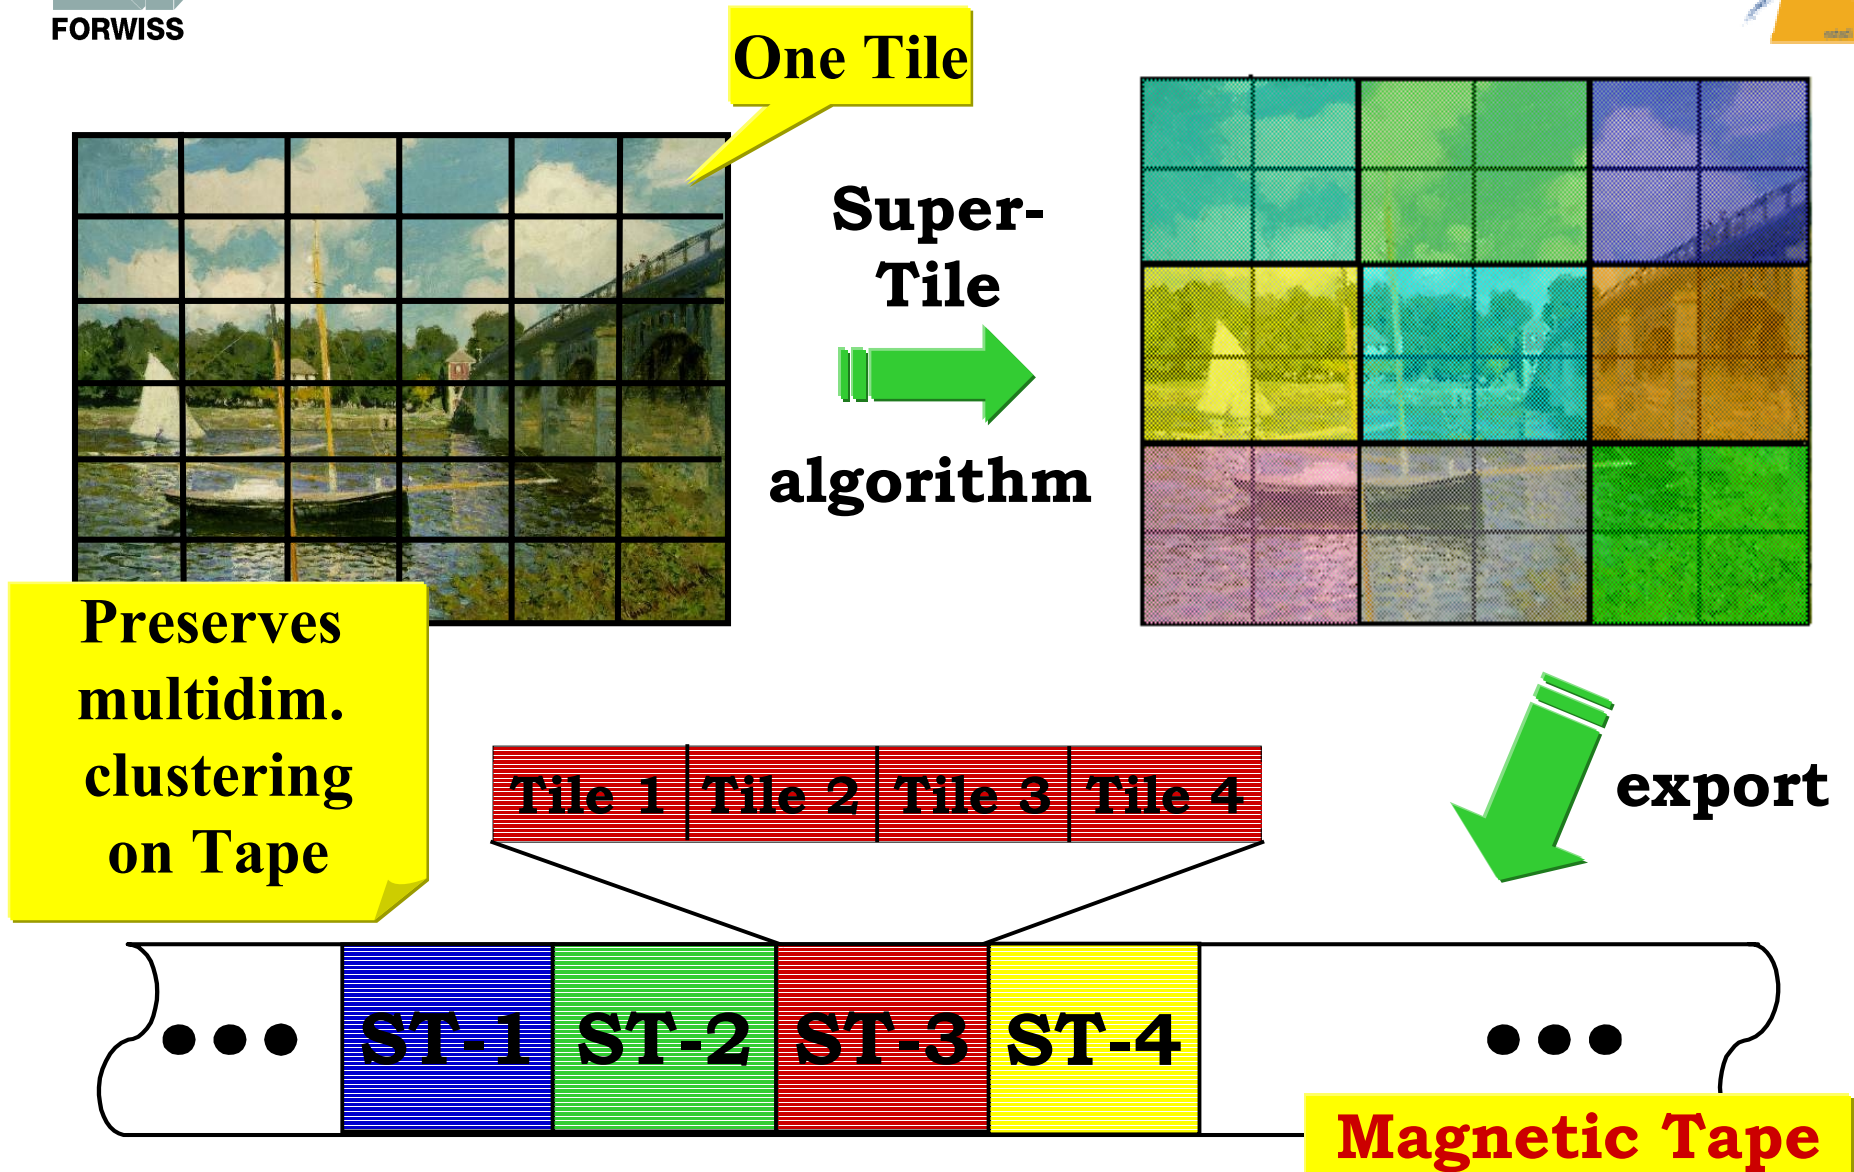 FORWISS
One Tile
Super-
Tile
algorithm
Preserves
multidim.
clustering
on Tape
Tile 1 Tile 2 Tile 3 Tile 4
export
ST-1 ST-2 ST-3 ST-4
Magnetic Tape